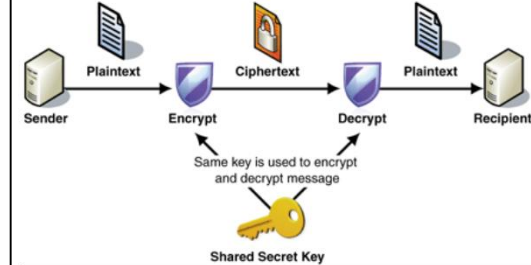 Plaintext
Ciphertext
Plaintext
Sender
Encrypt
Decrypt
Recipient
Same key is used to encrypt
and decrypt message
Shared Secret Key